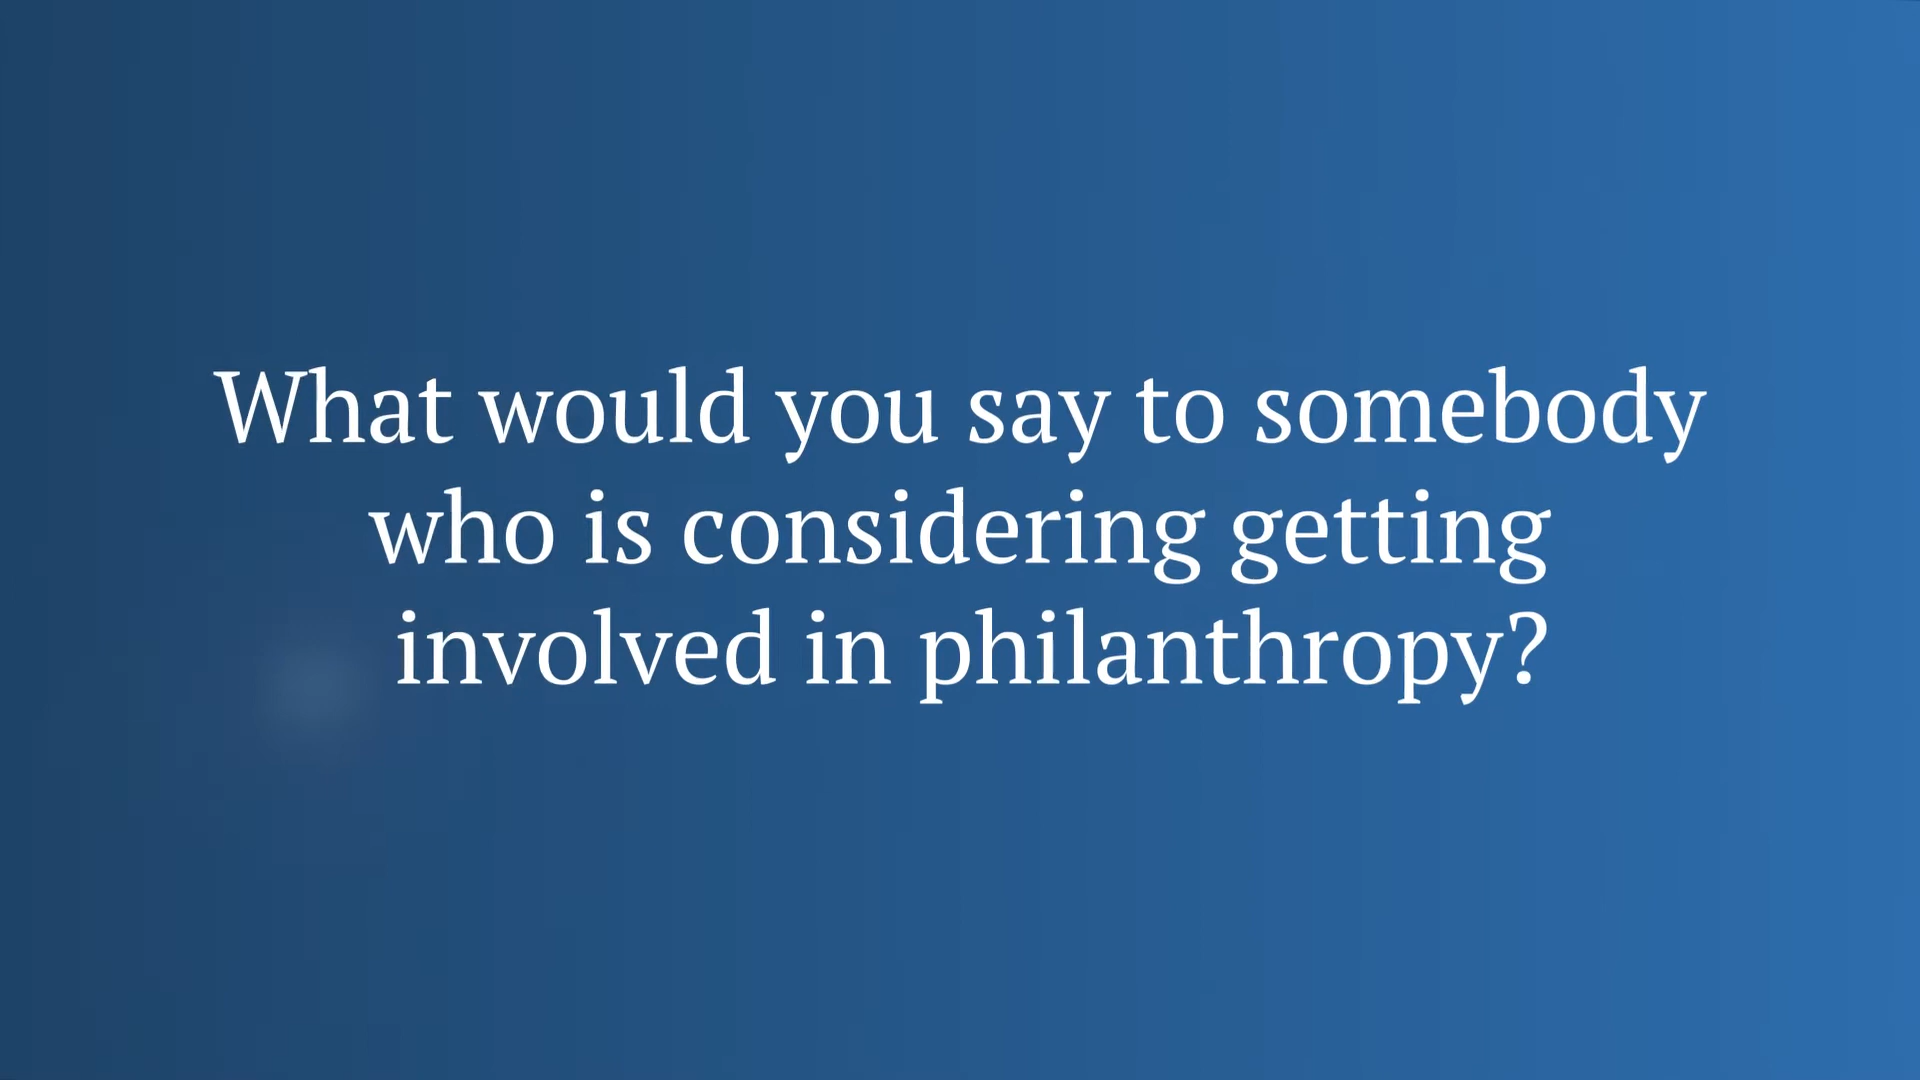 What would you say to somebody
who is considering getting
involved in philanthropy?